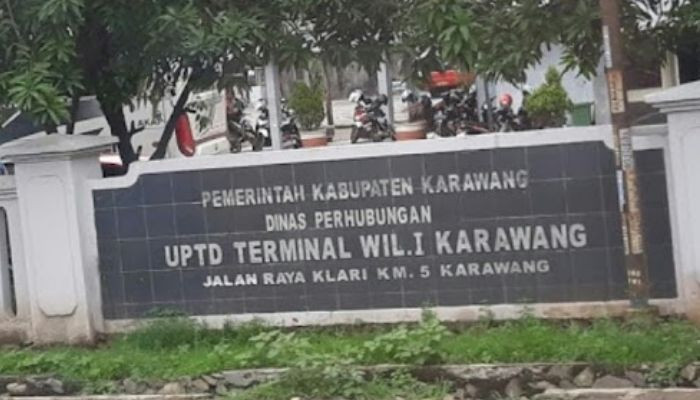 PEMERINTAH KABUPATEN KARAWANG
DINAS PERHUBUNGAN
UPTD TERMINAL WIL.I KARAWANG
JALAN RAYA KLARI KM. 5 KARAWANG